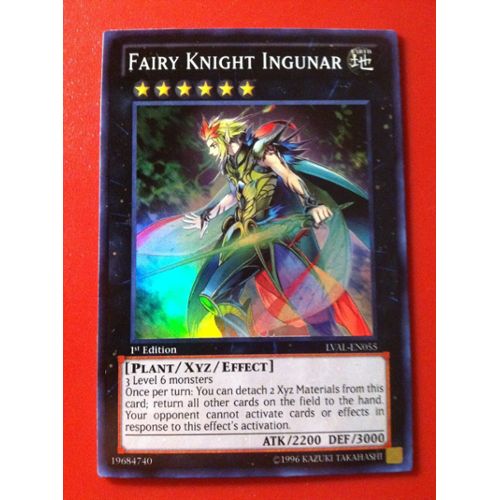 FAIRY KNIGHT INGUNAR
EARTH
地
1st Edition
LVAL-EN055
[PLANT/XYZ/EFFECT]
3 Level 6 monsters
Once per turn: You can detach 2 Xyz Materials from this
card; return all other cards on the field to the hand.
Your opponent cannot activate cards or effects in
response to this effect's activation.
ATK/2200 DEF/3000
19684740
©1996 KAZUKI TAKAHASHI